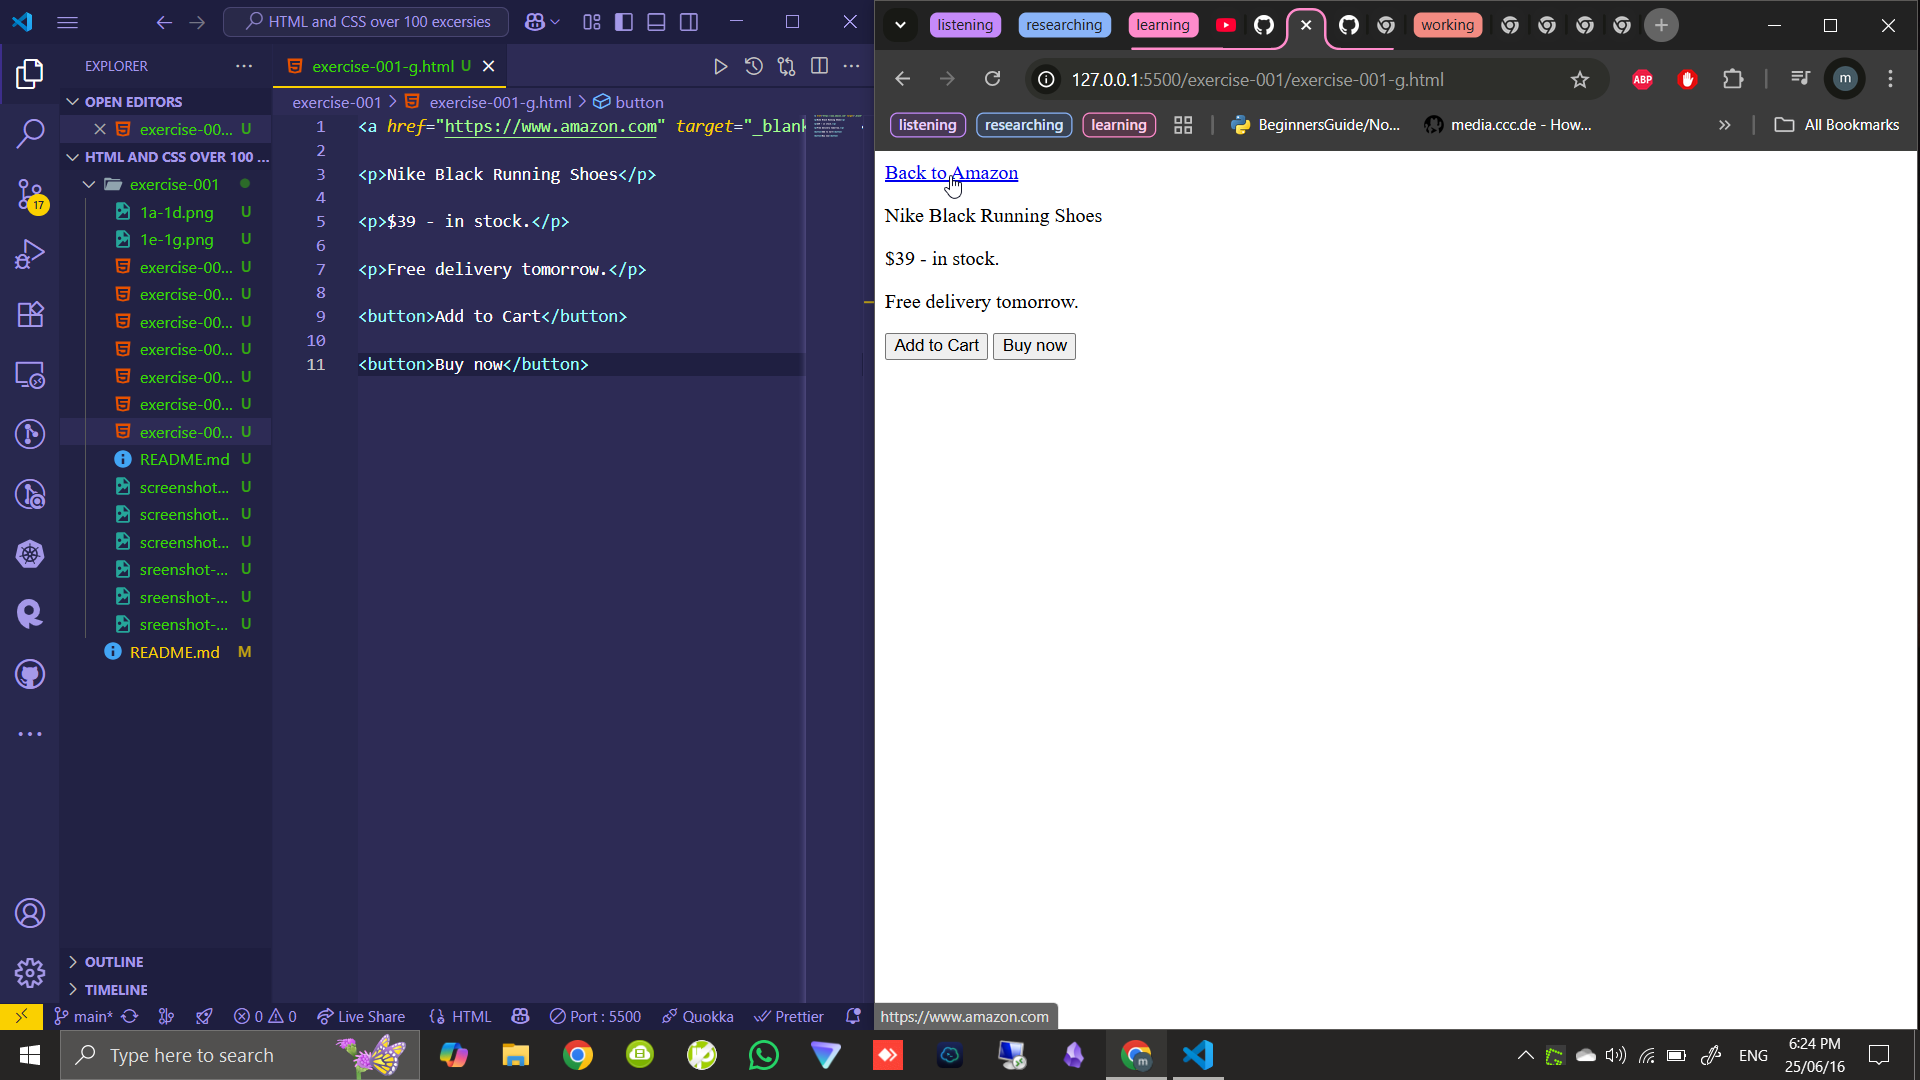 HTML and CSS over 100 excersies
EXPLORER
exercise-001-g.html U
exercise-001 > exercise-001-g.html > button
OPEN EDITORS
exercise-00... U
HTML AND CSS OVER 100 ...
exercise-001
1a-1d.png U
1e-1g.png U
exercise-00... U
exercise-00... U
exercise-00... U
exercise-00... U
exercise-00... U
exercise-00... U
exercise-00... U
README.md U
screenshot... U
screenshot... U
screenshot... U
sreenshot-... U
sreenshot-... U
sreenshot-... U
README.md M
OUTLINE
TIMELINE
17
1 <a href="https://www.amazon.com" target="_blank
2
3 <p>Nike Black Running Shoes</p>
4
5 <p>$39 - in stock.</p>
6
7 <p>Free delivery tomorrow.</p>
8
9 <button>Add to Cart</button>
10
11 <button>Buy now</button>
main* 0 0 Live Share HTML Port : 5500 Quokka Prettier
listening researching learning working
127.0.0.1:5500/exercise-001/exercise-001-g.html
ABP
m
listening researching learning BeginnersGuide/No... media.ccc.de - How... All Bookmarks
Back to Amazon
Nike Black Running Shoes
$39 - in stock.
Free delivery tomorrow.
Add to Cart Buy now
https://www.amazon.com
Type here to search
ENG
6:24 PM
25/06/16